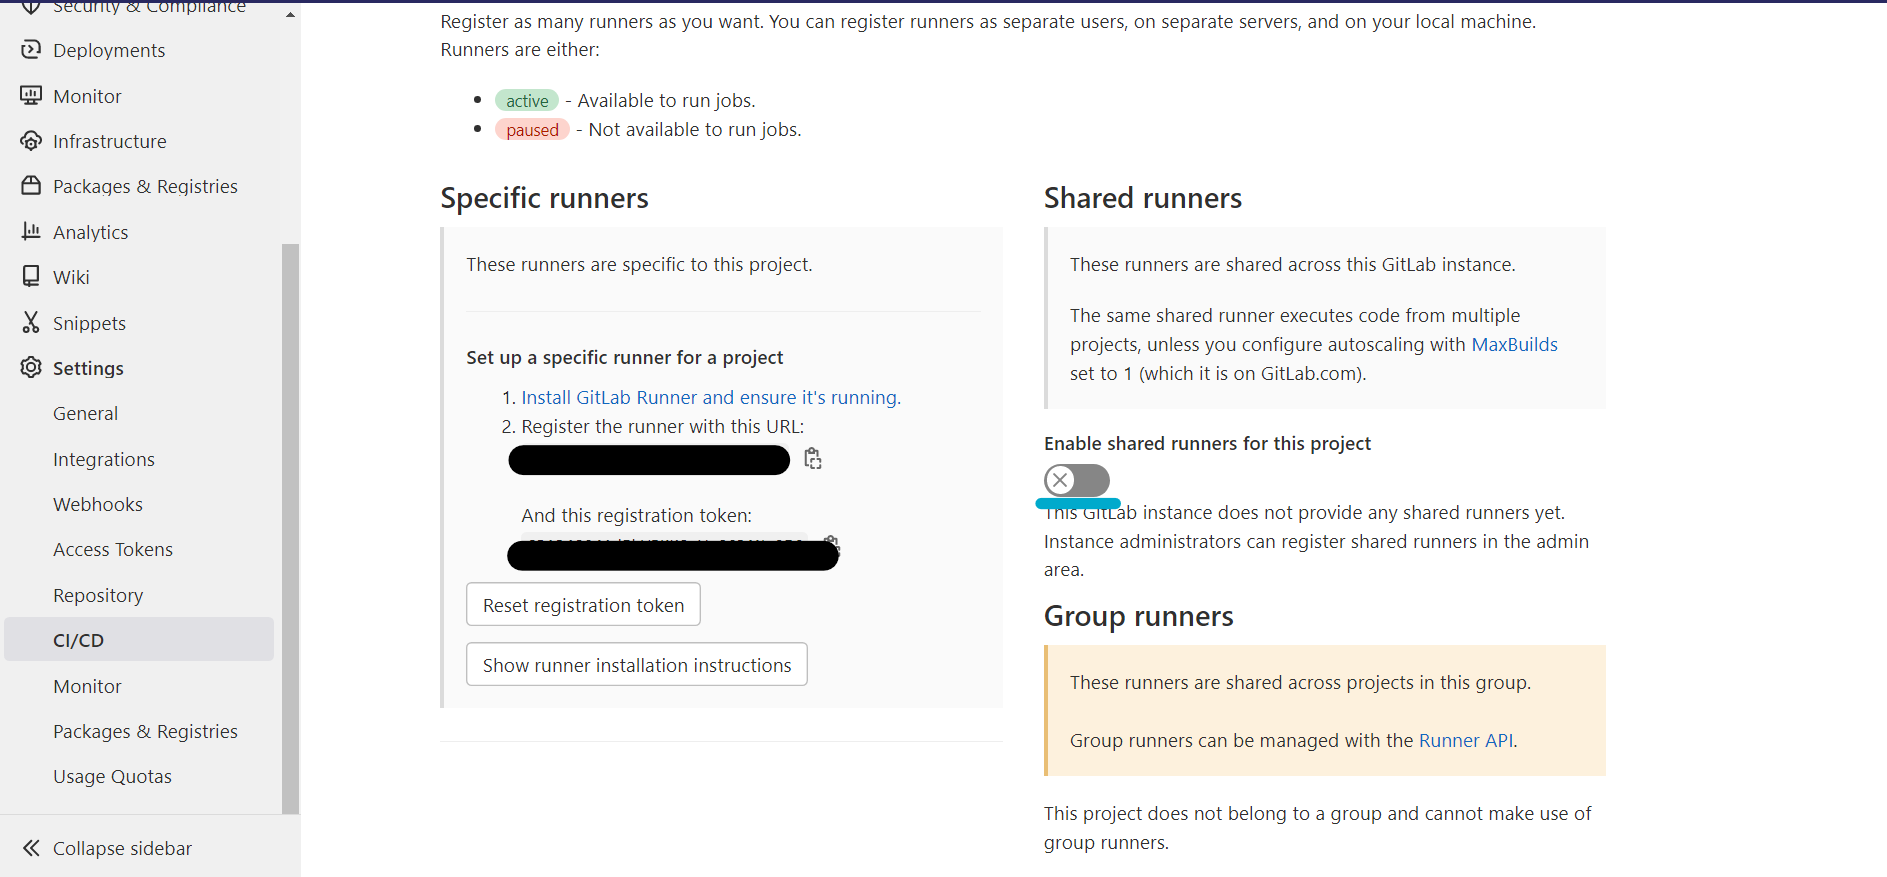 Security & Compliance
Deployments
Monitor
Infrastructure
Packages & Registries
Analytics
Wiki
Snippets
Settings
General
Integrations
Webhooks
Access Tokens
Repository
CI/CD
Monitor
Packages & Registries
Usage Quotas
Collapse sidebar
Register as many runners as you want. You can register runners as separate users, on separate servers, and on your local machine.
Runners are either:
active - Available to run jobs.
paused - Not available to run jobs.
Specific runners
These runners are specific to this project.
Set up a specific runner for a project
1. Install GitLab Runner and ensure it's running.
2. Register the runner with this URL:
And this registration token:
Reset registration token
Show runner installation instructions
Shared runners
These runners are shared across this GitLab instance.
The same shared runner executes code from multiple
projects, unless you configure autoscaling with MaxBuilds
set to 1 (which it is on GitLab.com).
Enable shared runners for this project
This GitLab instance does not provide any shared runners yet.
Instance administrators can register shared runners in the admin
area.
Group runners
These runners are shared across projects in this group.
Group runners can be managed with the Runner API.
This project does not belong to a group and cannot make use of
group runners.